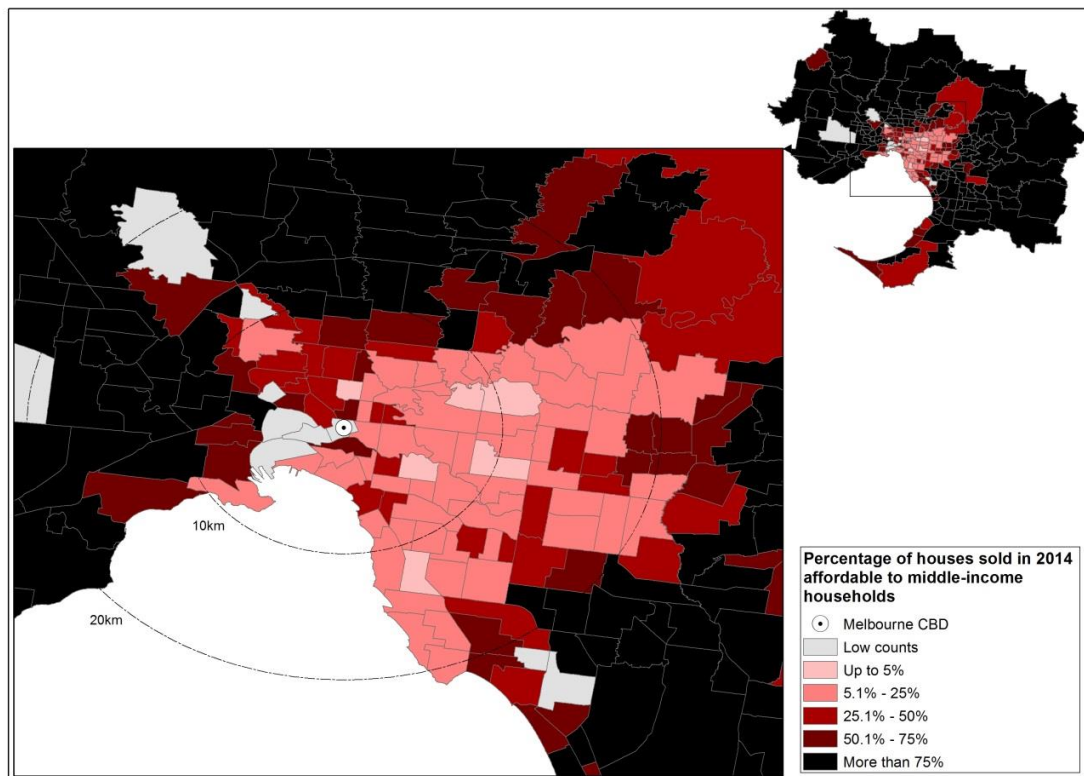 10km
20km
Percentage of houses sold in 2014
affordable to middle-income
households
Melbourne CBD
Low counts
Up to 5%
5.1% - 25%
25.1% - 50%
50.1% - 75%
More than 75%